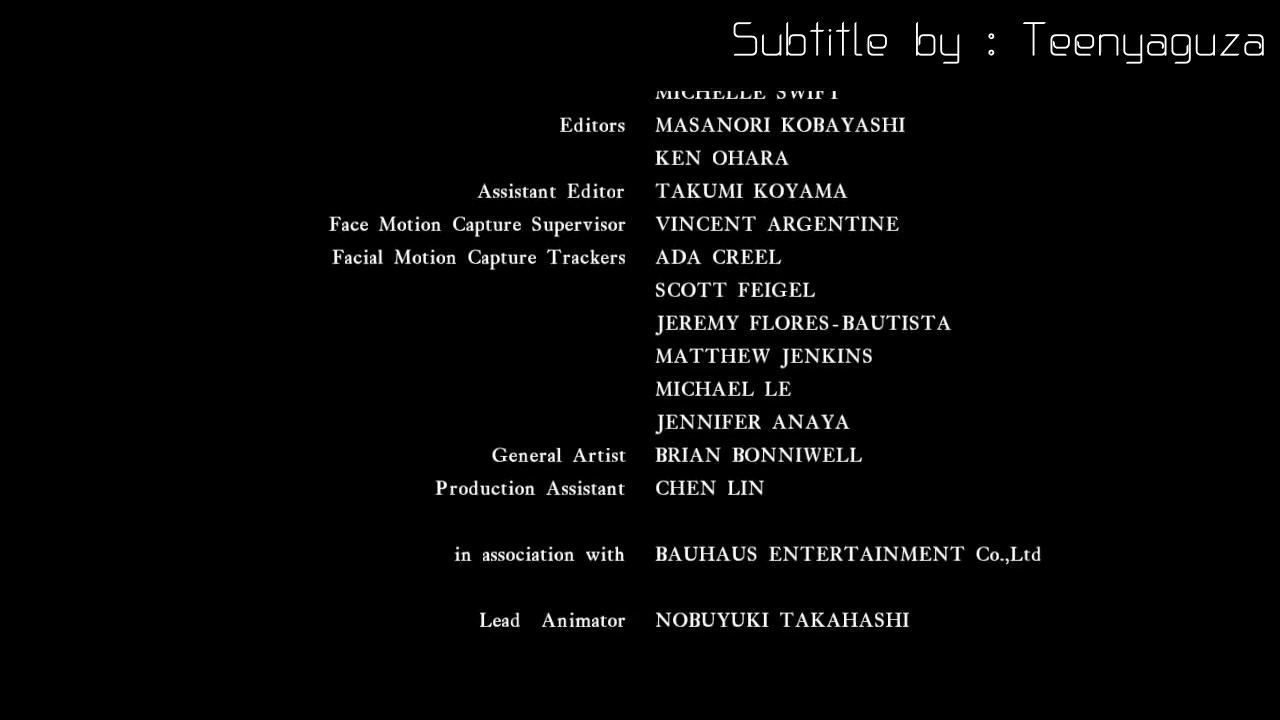 Subtitle by : Teenyaguza
MICHELLE SWIFT
Editors MASANORI KOBAYASHI
KEN OHARA
Assistant Editor TAKUMI KOYAMA
Face Motion Capture Supervisor VINCENT ARGENTINE
Facial Motion Capture Trackers ADA CREEL
SCOTT FEIGEL
JEREMY FLORES-BAUTISTA
MATTHEW JENKINS
MICHAEL LE
JENNIFER ANAYA
General Artist BRIAN BONNIWELL
Production Assistant CHEN LIN
in association with BAUHAUS ENTERTAINMENT Co.,Ltd
Lead Animator NOBUYUKI TAKAHASHI